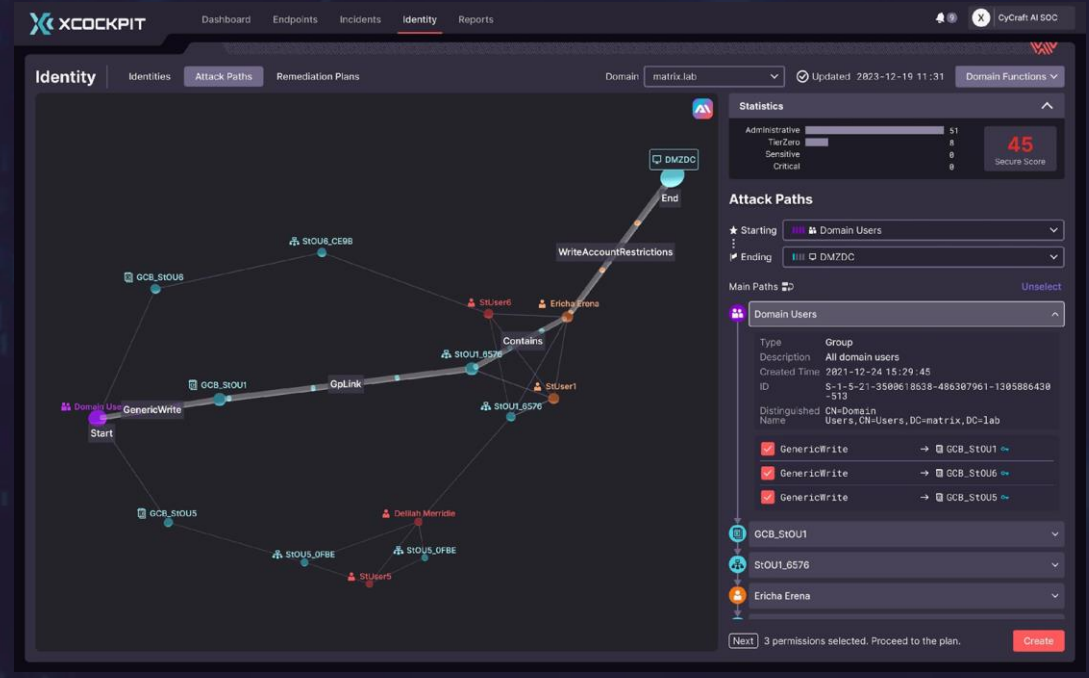 XCOCKPIT
Dashboard Endpoints Incidents Identity Reports
X CyCraft AI SOC
Identity Identities Attack Paths Remediation Plans
Domain matrix.lab Updated 2023-12-19 11:31 Domain Functions
Statistics
Administrative 51
TierZero 8
Sensitive 0
Critical 0
45
Secure Score
DMZDC
End
WriteAccountRestrictions
StOU6_CE9B
GCB_StOU6
StUser6
Ericha Erena
Contains
StOU1_6576
GCB_StOU1
GpLink
StUser1
StOU1_6576
Domain Use
GenericWrite
Start
GCB_StOU5
Delilah Merridie
StOU5_0FBE
StOU5_0FBE
StUser5
Attack Paths
Starting Domain Users
Ending DMZDC
Main Paths Unselect
Domain Users
Type Group
Description All domain users
Created Time 2021-12-24 15:29:45
ID S-1-5-21-3500618638-486307961-1305886430
-513
Distinguished CN=Domain
Name Users,CN=Users,DC=matrix,DC=lab
GenericWrite → GCB_StOU1
GenericWrite → GCB_StOU6
GenericWrite → GCB_StOU5
GCB_StOU1
StOU1_6576
Ericha Erena
Next 3 permissions selected. Proceed to the plan. Create